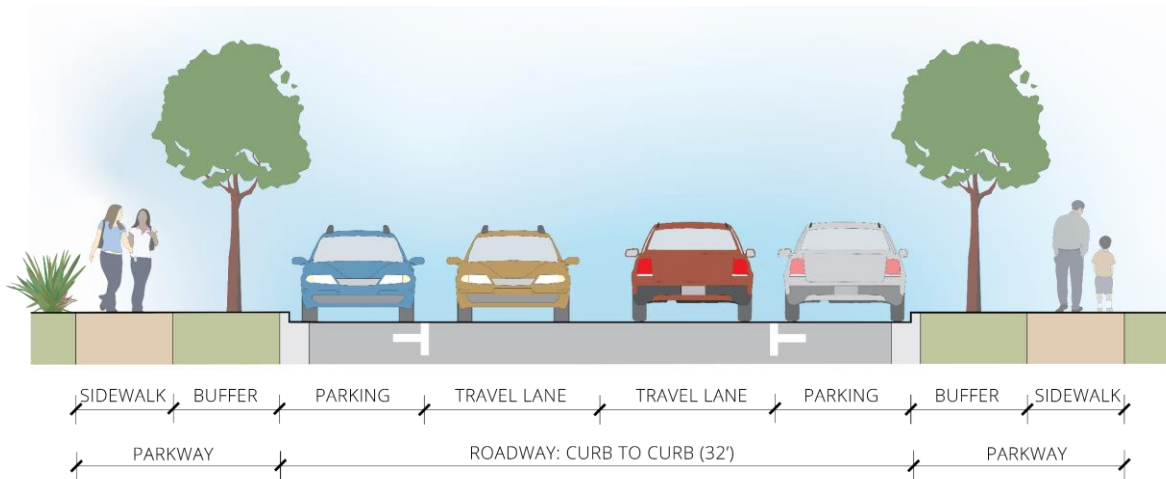 SIDEWALK BUFFER PARKING TRAVEL LANE TRAVEL LANE PARKING BUFFER SIDEWALK
PARKWAY ROADWAY: CURB TO CURB (32') PARKWAY